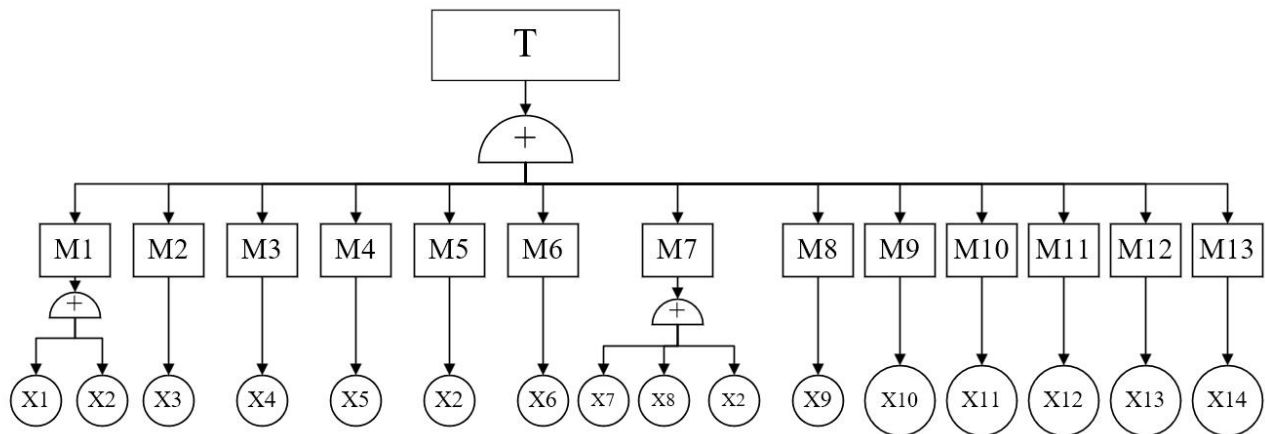 T
+
M1 M2 M3 M4 M5 M6 M7 M8 M9 M10 M11 M12 M13
+ +
X1 X2 X3 X4 X5 X2 X6 X7 X8 X2 X9 X10 X11 X12 X13 X14